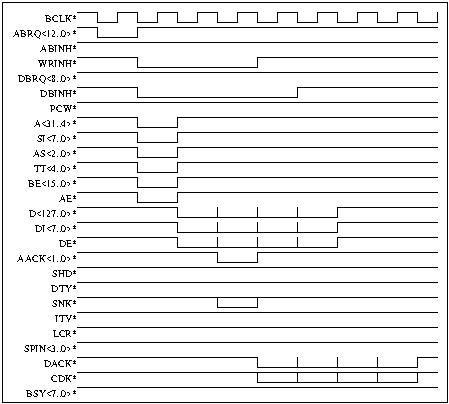 BCLK*
ABRQ<12..0>*
ABINH*
WRINH*
DBRQ<8..0>*
DBINH*
PCW*
A<31..4>*
SI<7..0>*
AS<2..0>*
TT<4..0>*
BE<15..0>*
AE*
D<127..0>*
DI<7..0>*
DE*
AACK<1..0>*
SHD*
DTY*
SNK*
ITV*
LCR*
SPIN<3..0>*
DACK*
CDK*
BSY<7..0>*